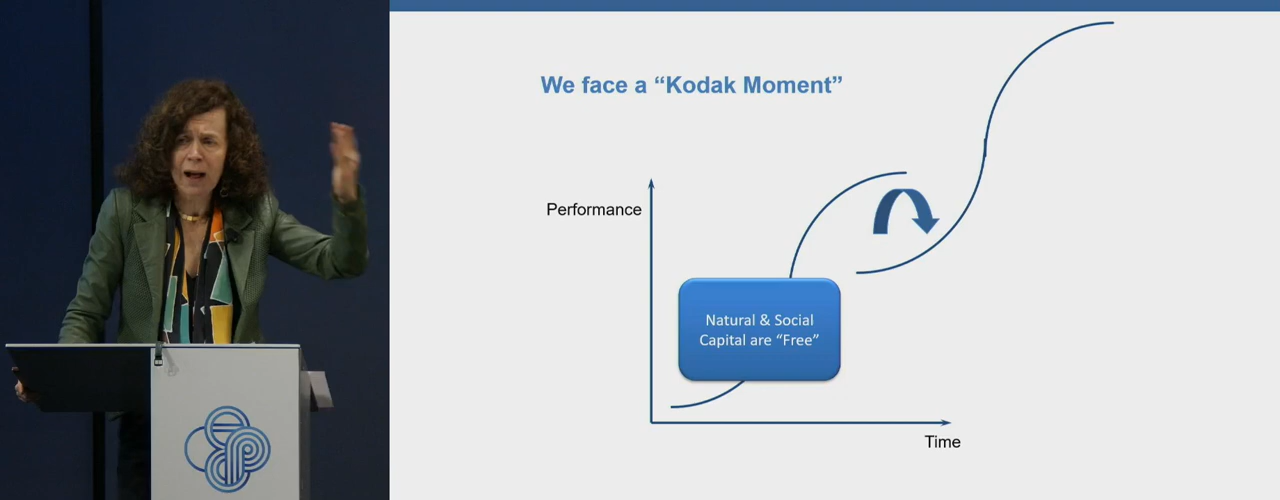 We face a “Kodak Moment”
Performance
Natural & Social
Capital are “Free”
Time